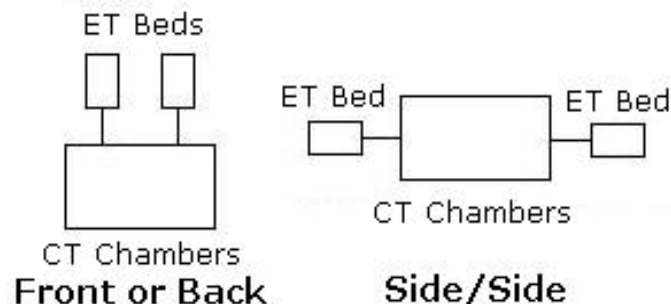 ET Beds
CT Chambers
Front or Back
ET Bed
ET Bed
CT Chambers
Side/Side